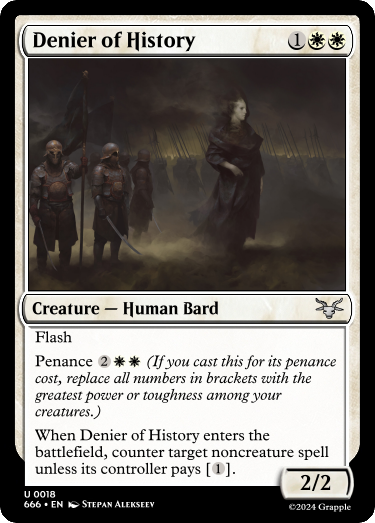 Denier of History 1
Creature — Human Bard
Flash
Penance 2 (If you cast this for its penance
cost, replace all numbers in brackets with the
greatest power or toughness among your
creatures.)
When Denier of History enters the
battlefield, counter target noncreature spell
unless its controller pays [1].
2/2
U 0018
666 • EN Stepan Alekseev
©2024 Grapple